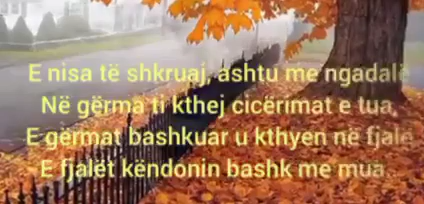 E nisa të shkruaj, ashtu me ngadalë
Në gërma ti kthej cicërimat e tua,
E gërmat bashkuar u kthyen në fjalë
E fjalët këndonin bashk me mua..